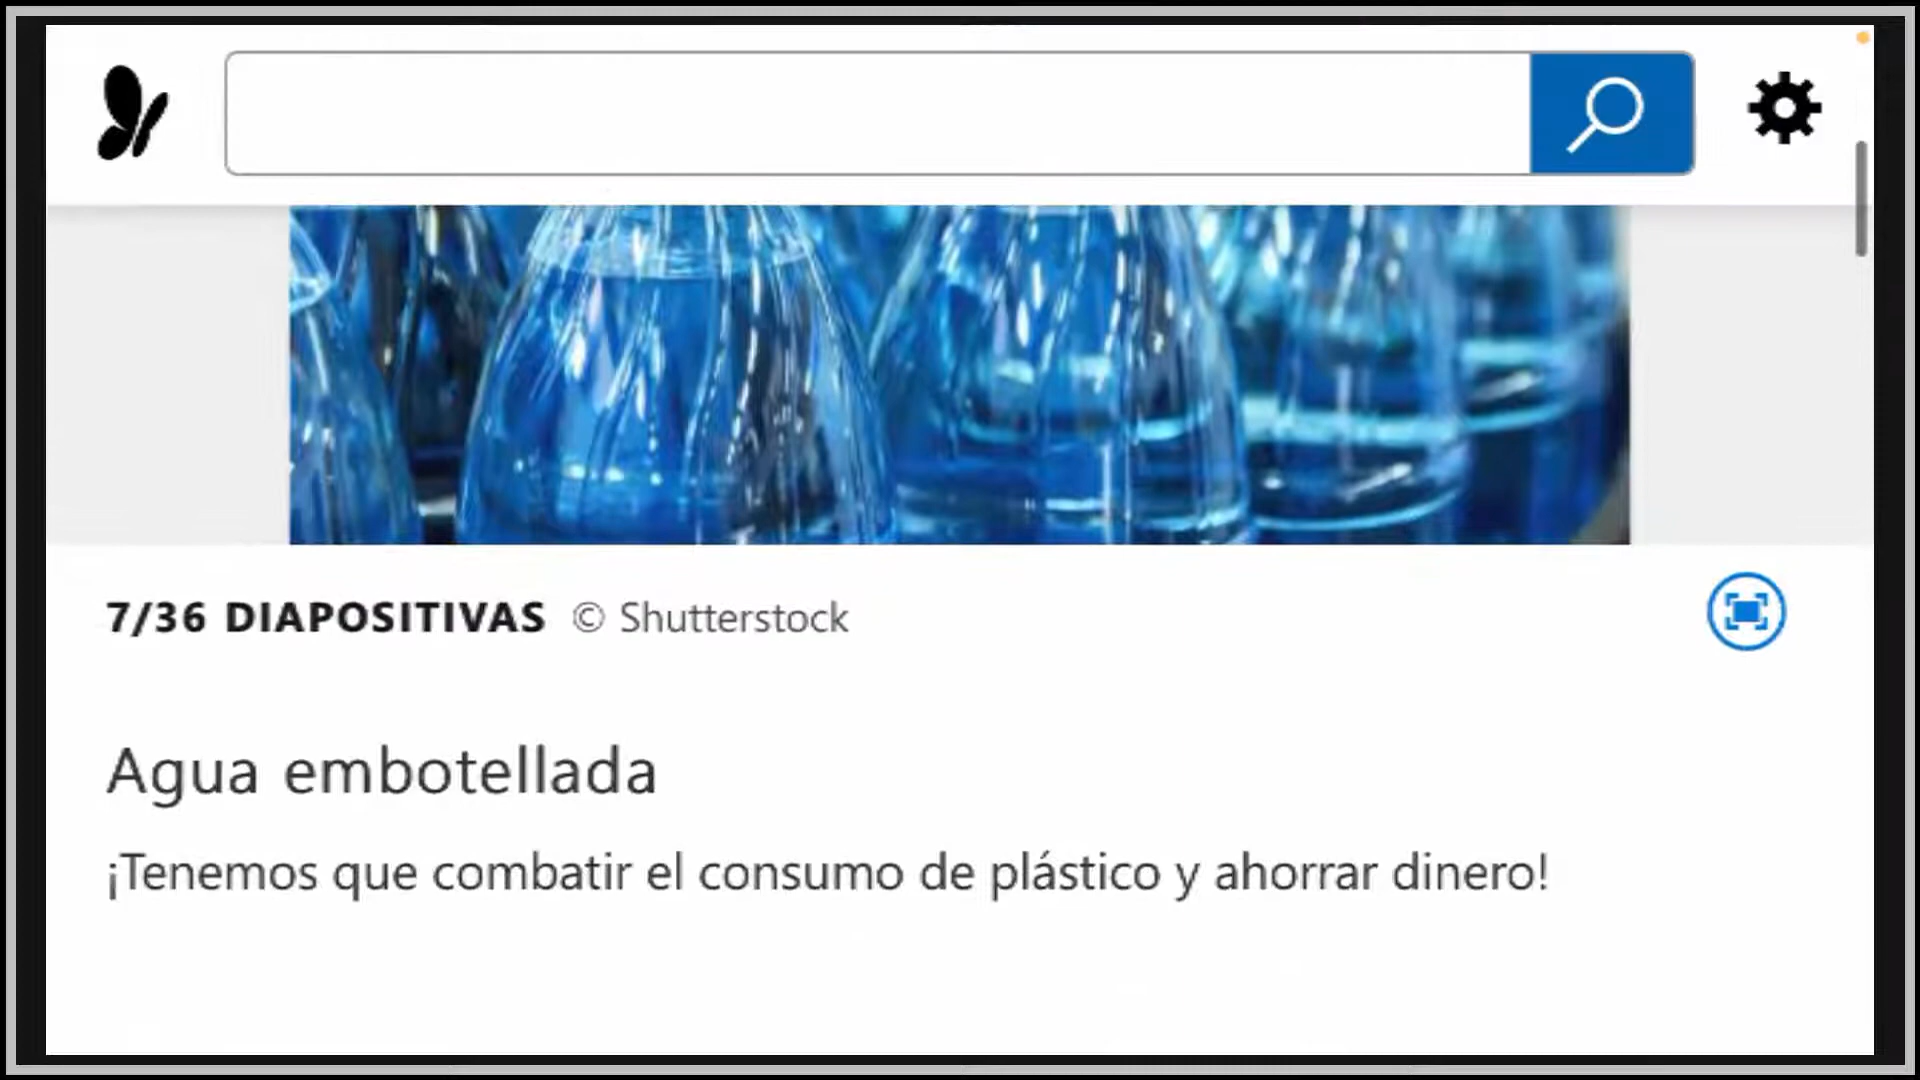 7/36 DIAPOSITIVAS © Shutterstock
Agua embotellada
¡Tenemos que combatir el consumo de plástico y ahorrar dinero!